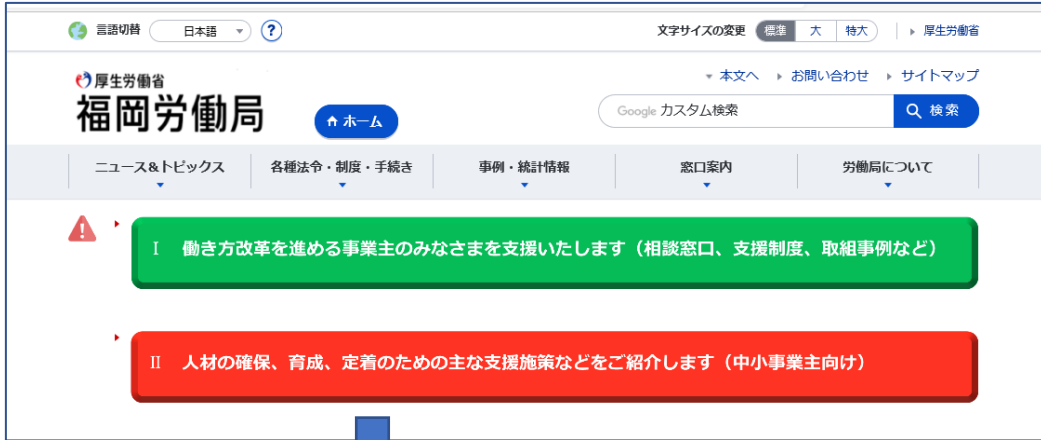 言語切替 日本語 ? 文字サイズの変更 標準 大 特大 厚生労働省
本文へ お問い合わせ サイトマップ
厚生労働省
福岡労働局 ホーム Google カスタム検索 検索
ニュース&トピックス 各種法令・制度・手続き 事例・統計情報 窓口案内 労働局について
Ⅰ 働き方改革を進める事業主のみなさまを支援いたします(相談窓口、支援制度、取組事例など)
Ⅱ 人材の確保、育成、定着のための主な支援施策などをご紹介します(中小事業主向け)